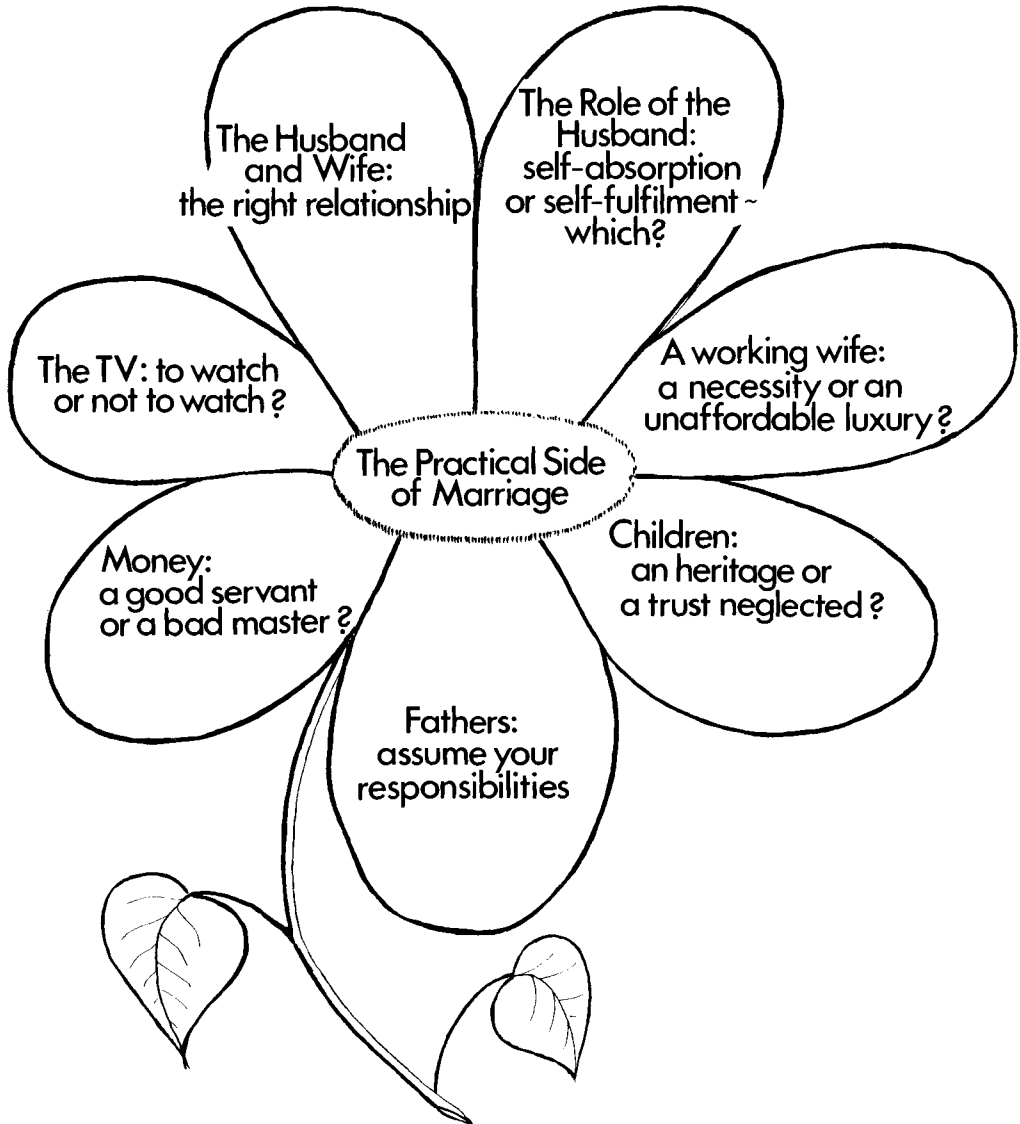 The Husband
and Wife:
the right relationship
The Role of the
Husband:
self-absorption
or self-fulfilment ~
which?
The TV: to watch
or not to watch?
A working wife:
a necessity or an
unaffordable luxury?
The Practical Side
of Marriage
Money:
a good servant
or a bad master?
Children:
an heritage or
a trust neglected?
Fathers:
assume your
responsibilities